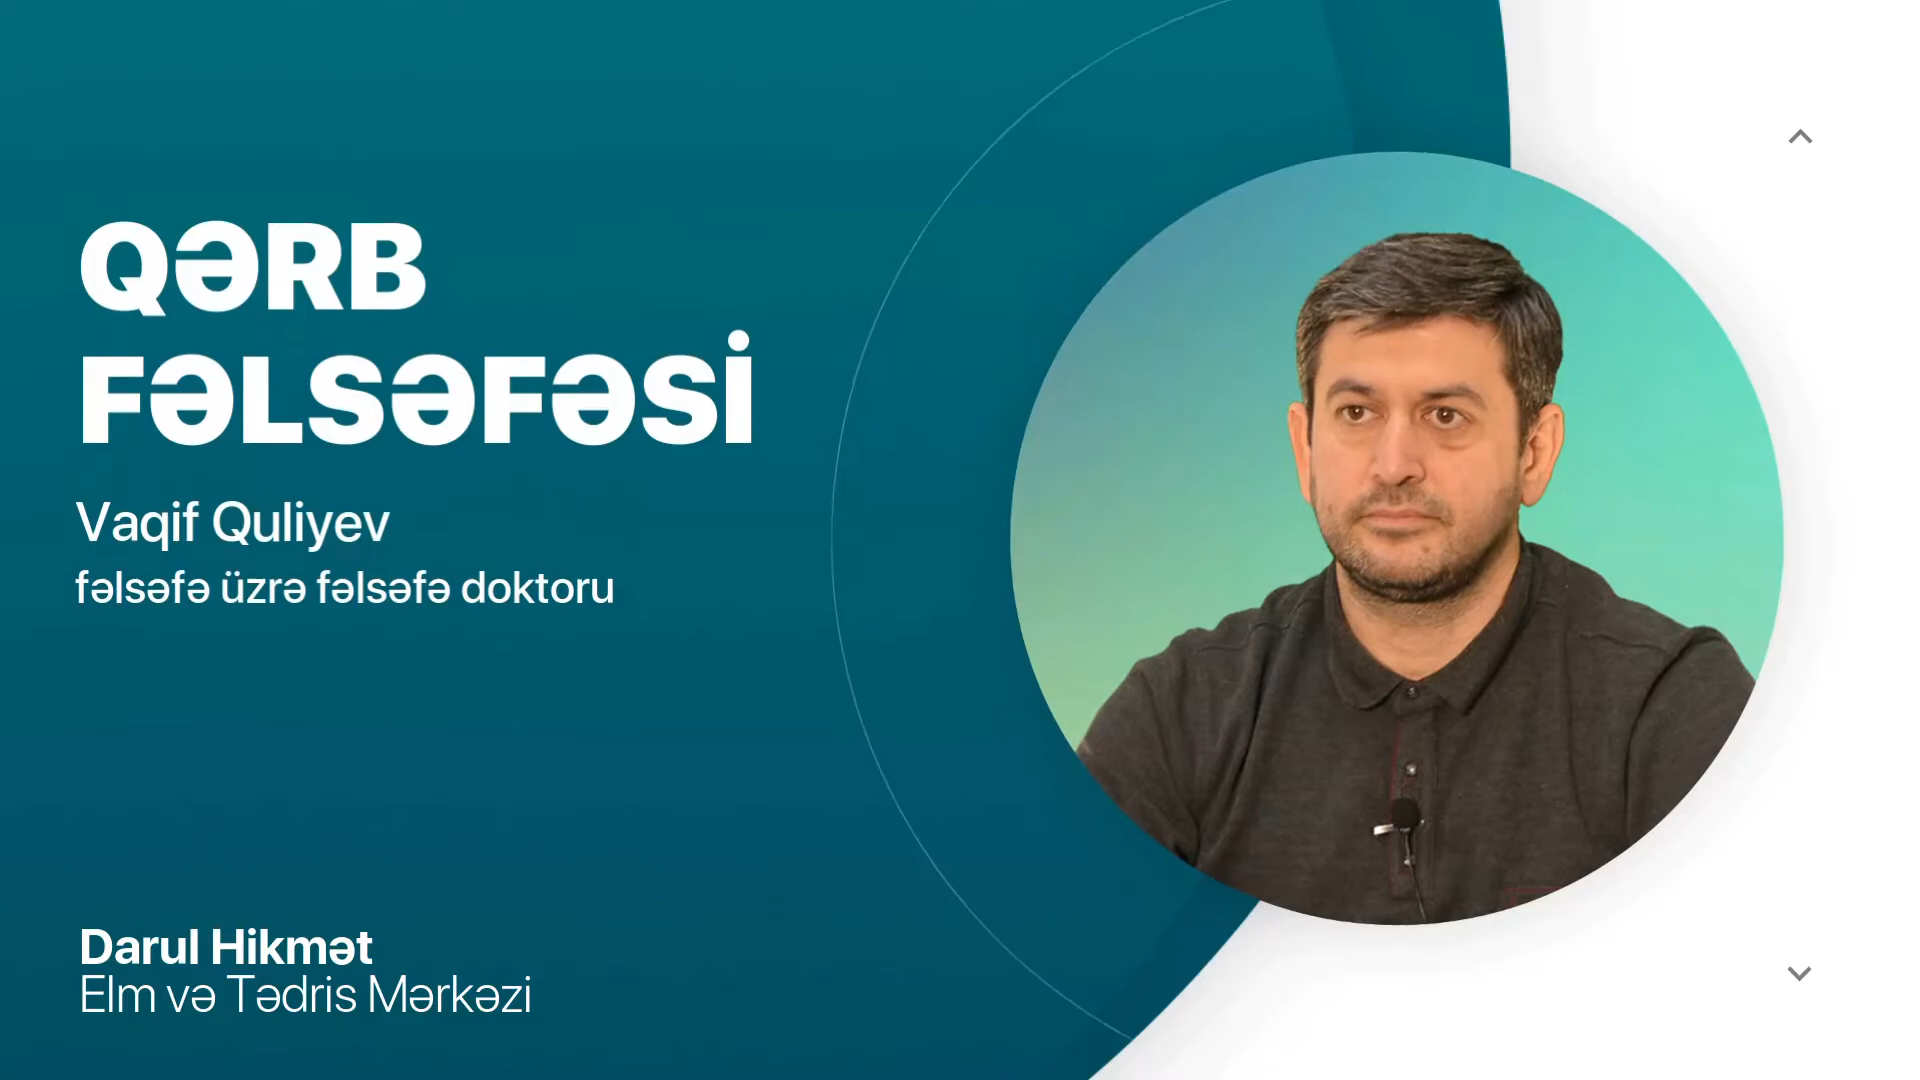 QƏRB
FƏLSƏFƏSİ
Vaqif Quliyev
fəlsəfə üzrə fəlsəfə doktoru
Darul Hikmət
Elm və Tədris Mərkəzi